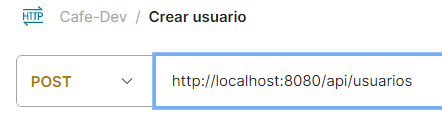 HTTP Cafe-Dev / Crear usuario
POST http://localhost:8080/api/usuarios